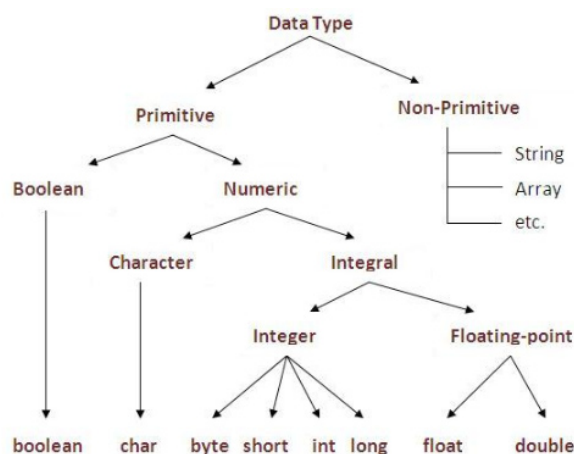 Data Type
Primitive
Non-Primitive
String
Array
etc.
Boolean
Numeric
Character
Integral
Integer
Floating-point
boolean char byte short int long float double